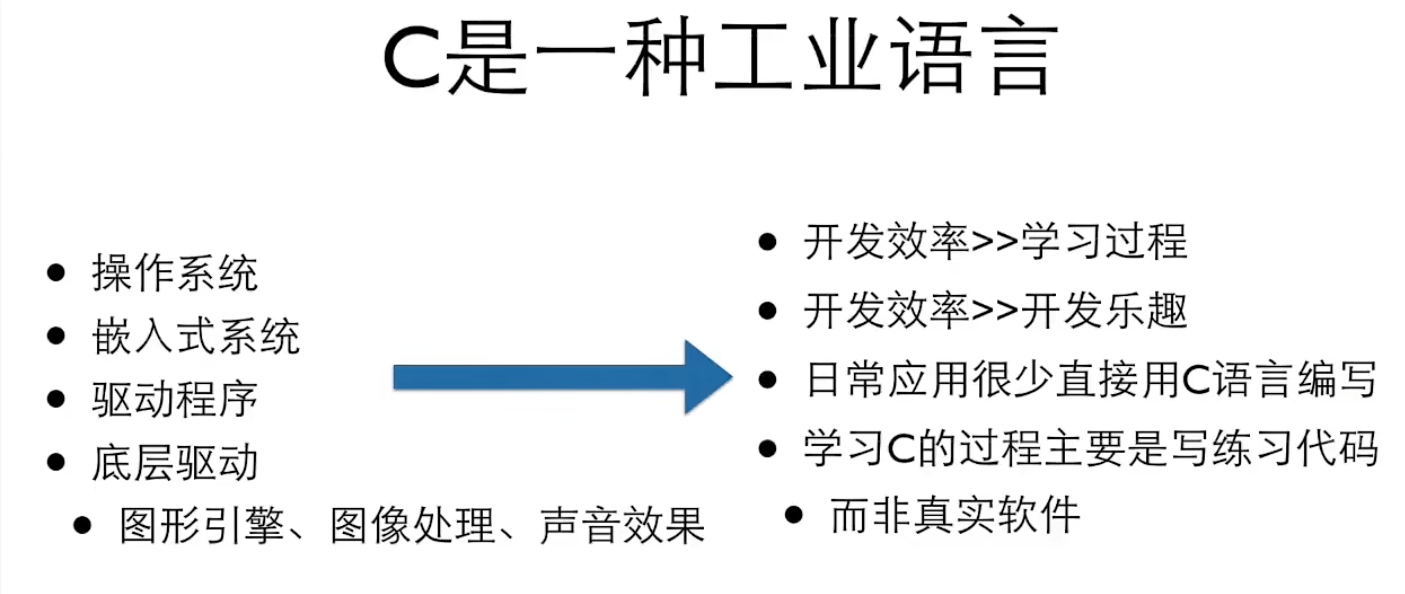 C是一种工业语言
• 操作系统
• 嵌入式系统
• 驱动程序
• 底层驱动
• 图形引擎、图像处理、声音效果
• 开发效率>>学习过程
• 开发效率>>开发乐趣
• 日常应用很少直接用C语言编写
• 学习C的过程主要是写练习代码
• 而非真实软件